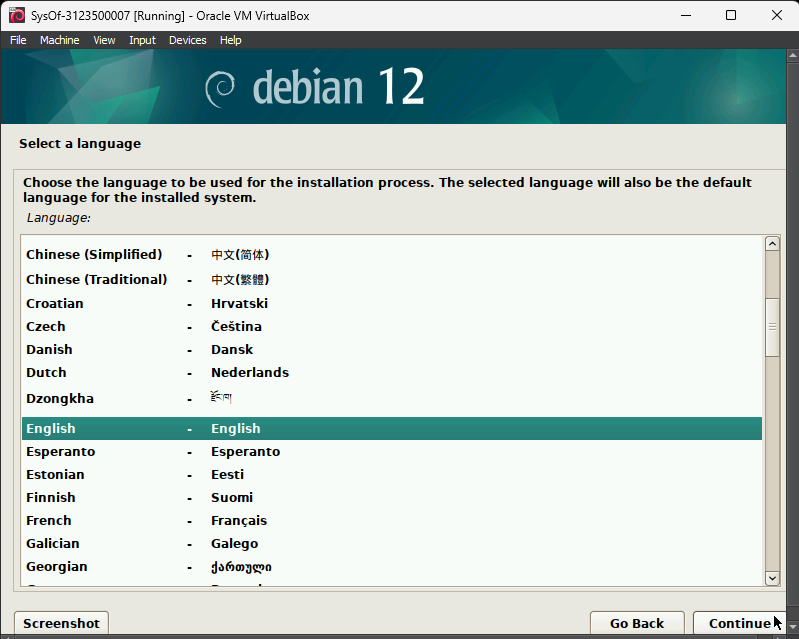 SysOf-3123500007 [Running] - Oracle VM VirtualBox
File Machine View Input Devices Help
debian 12
Select a language
Choose the language to be used for the installation process. The selected language will also be the default
language for the installed system.
Language:
Chinese (Simplified) - 中文(简体)
Chinese (Traditional) - 中文(繁體)
Croatian - Hrvatski
Czech - Čeština
Danish - Dansk
Dutch - Nederlands
Dzongkha - རྫོང་ཁ།
English - English
Esperanto - Esperanto
Estonian - Eesti
Finnish - Suomi
French - Français
Galician - Galego
Georgian - ქართული
Screenshot Go Back Continue